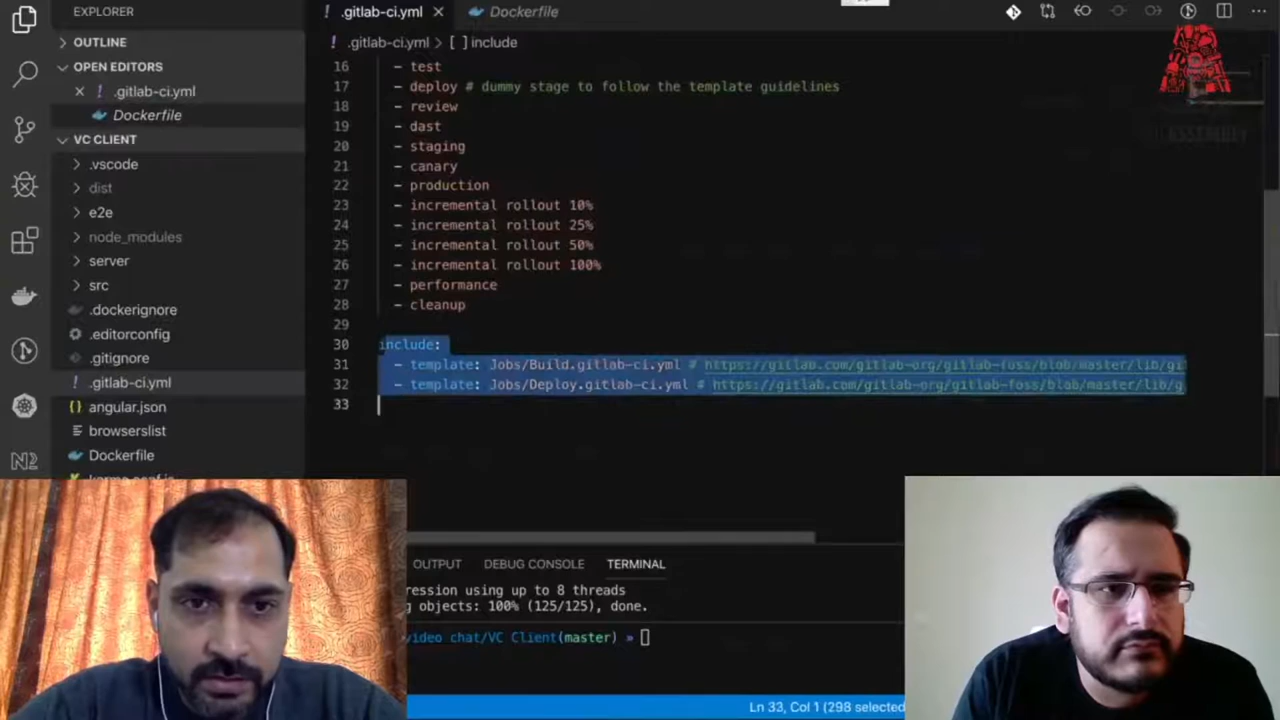 EXPLORER
.gitlab-ci.yml
Dockerfile
OUTLINE
.gitlab-ci.yml > [ ] include
OPEN EDITORS
.gitlab-ci.yml
Dockerfile
VC CLIENT
.vscode
dist
e2e
node_modules
server
src
.dockerignore
.editorconfig
.gitignore
.gitlab-ci.yml
angular.json
browserslist
Dockerfile
karma.conf.js
16 - test
17 - deploy # dummy stage to follow the template guidelines
18 - review
19 - dast
20 - staging
21 - canary
22 - production
23 - incremental rollout 10%
24 - incremental rollout 25%
25 - incremental rollout 50%
26 - incremental rollout 100%
27 - performance
28 - cleanup
29
30 include:
31 - template: Jobs/Build.gitlab-ci.yml # https://gitlab.com/gitlab-org/gitlab-foss/blob/master/lib/gi
32 - template: Jobs/Deploy.gitlab-ci.yml # https://gitlab.com/gitlab-org/gitlab-foss/blob/master/lib/g
33
OUTPUT DEBUG CONSOLE TERMINAL
ression using up to 8 threads
g objects: 100% (125/125), done.
video chat/VC Client(master) »
Ln 33, Col 1 (298 selected